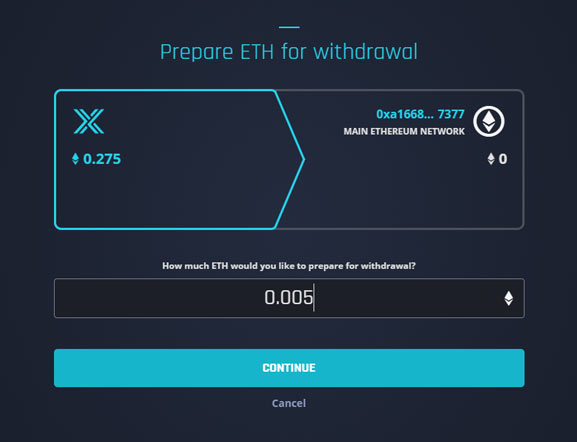 Prepare ETH for withdrawal
0xa1668... 7377
MAIN ETHEREUM NETWORK
0.275
0
How much ETH would you like to prepare for withdrawal?
0.005
CONTINUE
Cancel